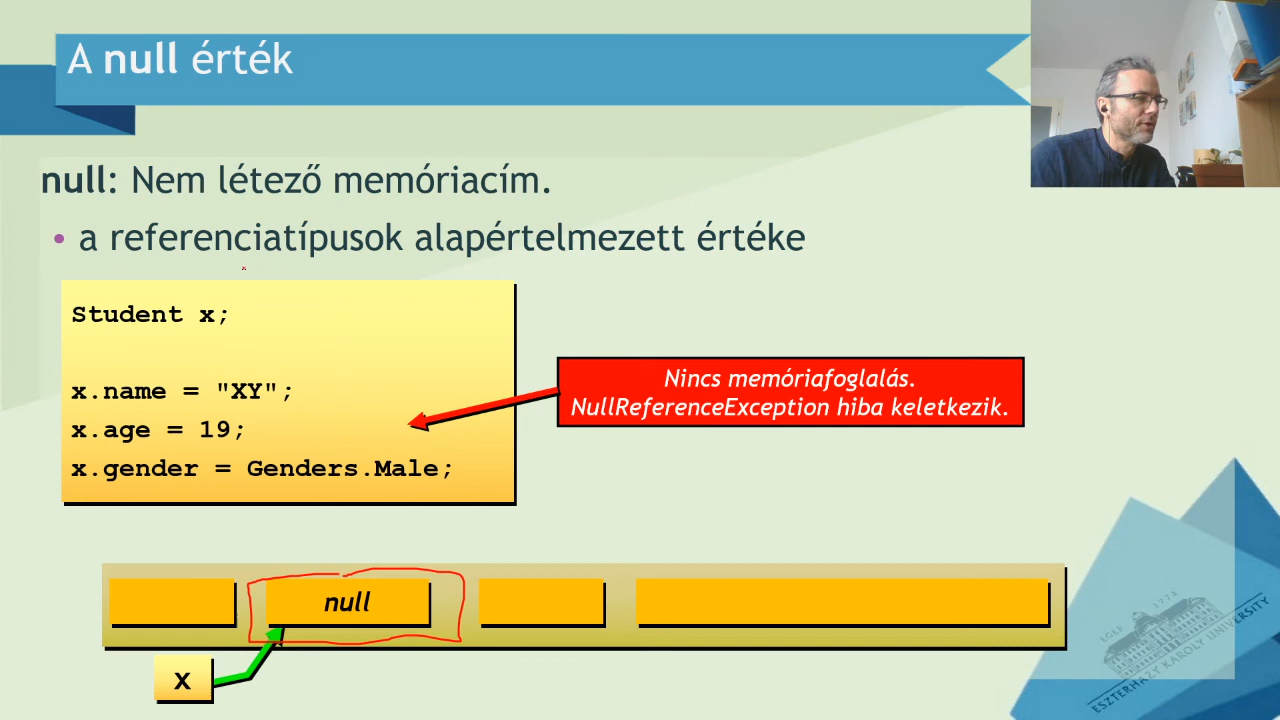 A null érték
null: Nem létező memóriacím.
• a referenciatípusok alapértelmezett értéke
Student x;
x.name = "XY";
x.age = 19;
x.gender = Genders.Male;
Nincs memóriafoglalás.
NullReferenceException hiba keletkezik.
null
x
1774
ESZTERHÁZY KÁROLY UNIVERSITY